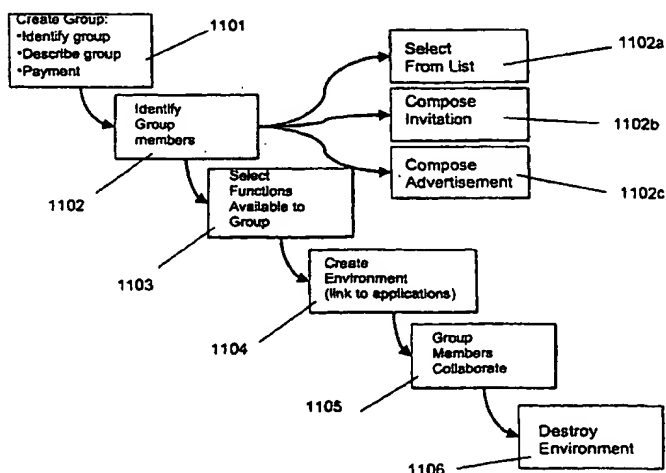 Create Group:
•Identify group
•Describe group
•Payment
1101
Select
From List
1102a
Identify
Group
members
1102
Compose
Invitation
1102b
Compose
Advertisement
1102c
Select
Functions
Available to
Group
1103
Create
Environment
(link to applications)
1104
Group
Members
Collaborate
1105
Destroy
Environment
1106